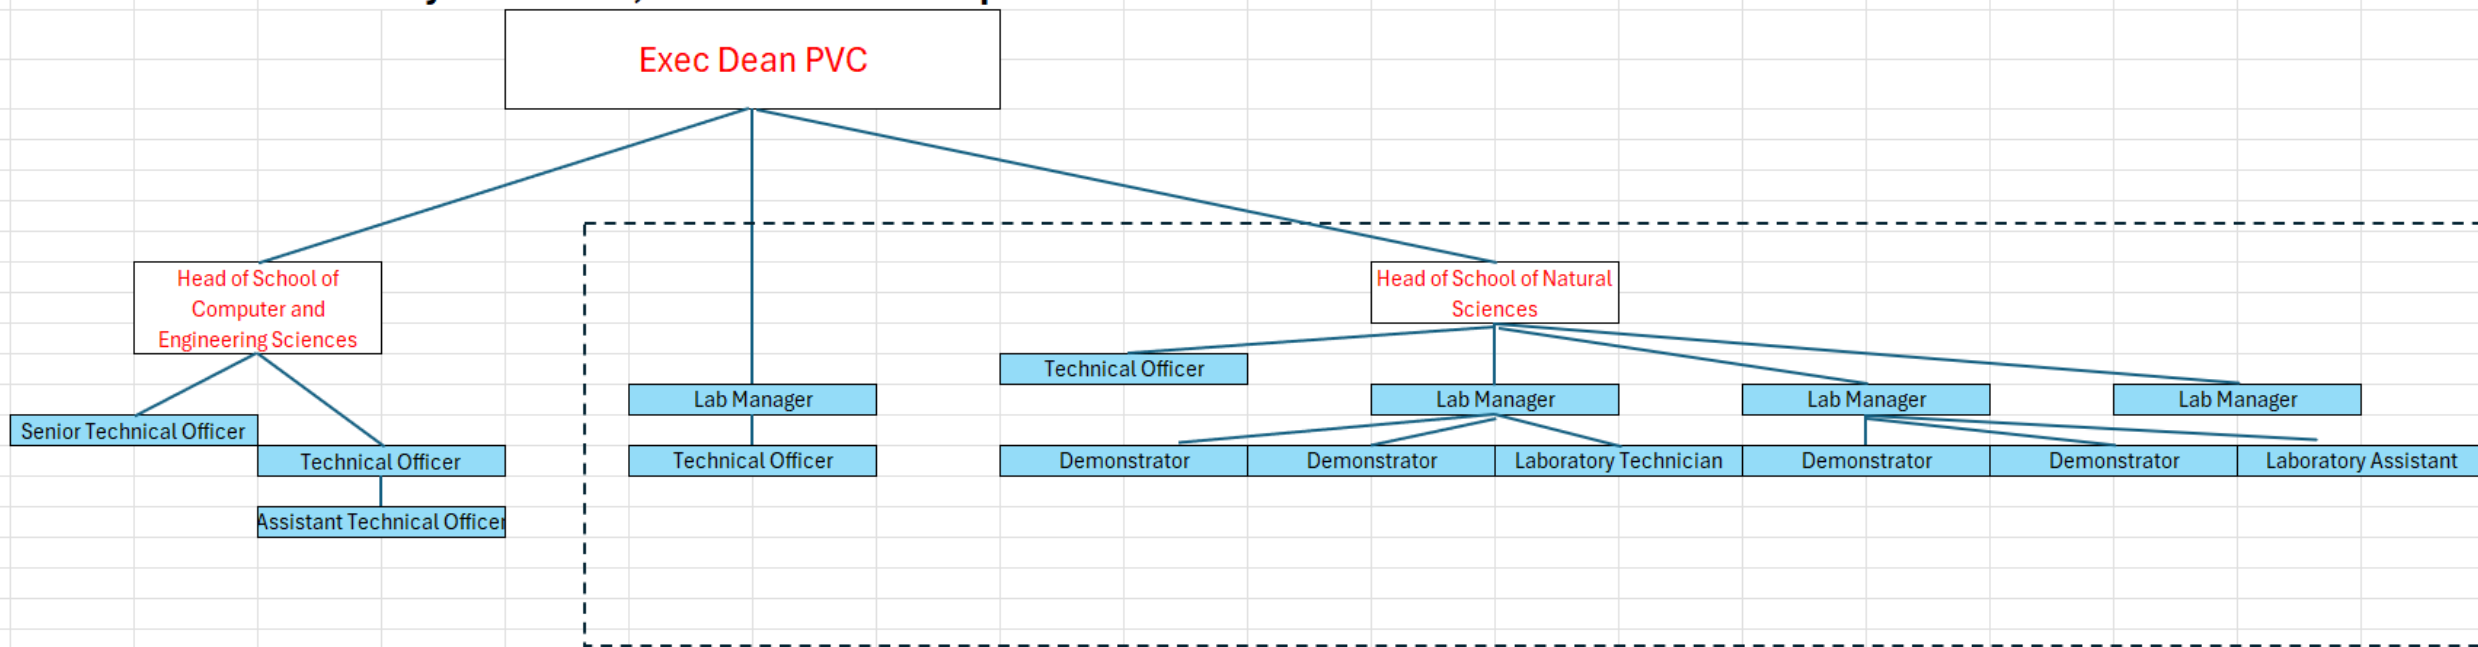 Exec Dean PVC
Head of School of
Computer and
Engineering Sciences
Head of School of Natural
Sciences
Technical Officer
Lab Manager
Lab Manager
Lab Manager
Lab Manager
Senior Technical Officer
Technical Officer
Technical Officer
Demonstrator
Demonstrator
Laboratory Technician
Demonstrator
Demonstrator
Laboratory Assistant
Assistant Technical Officer